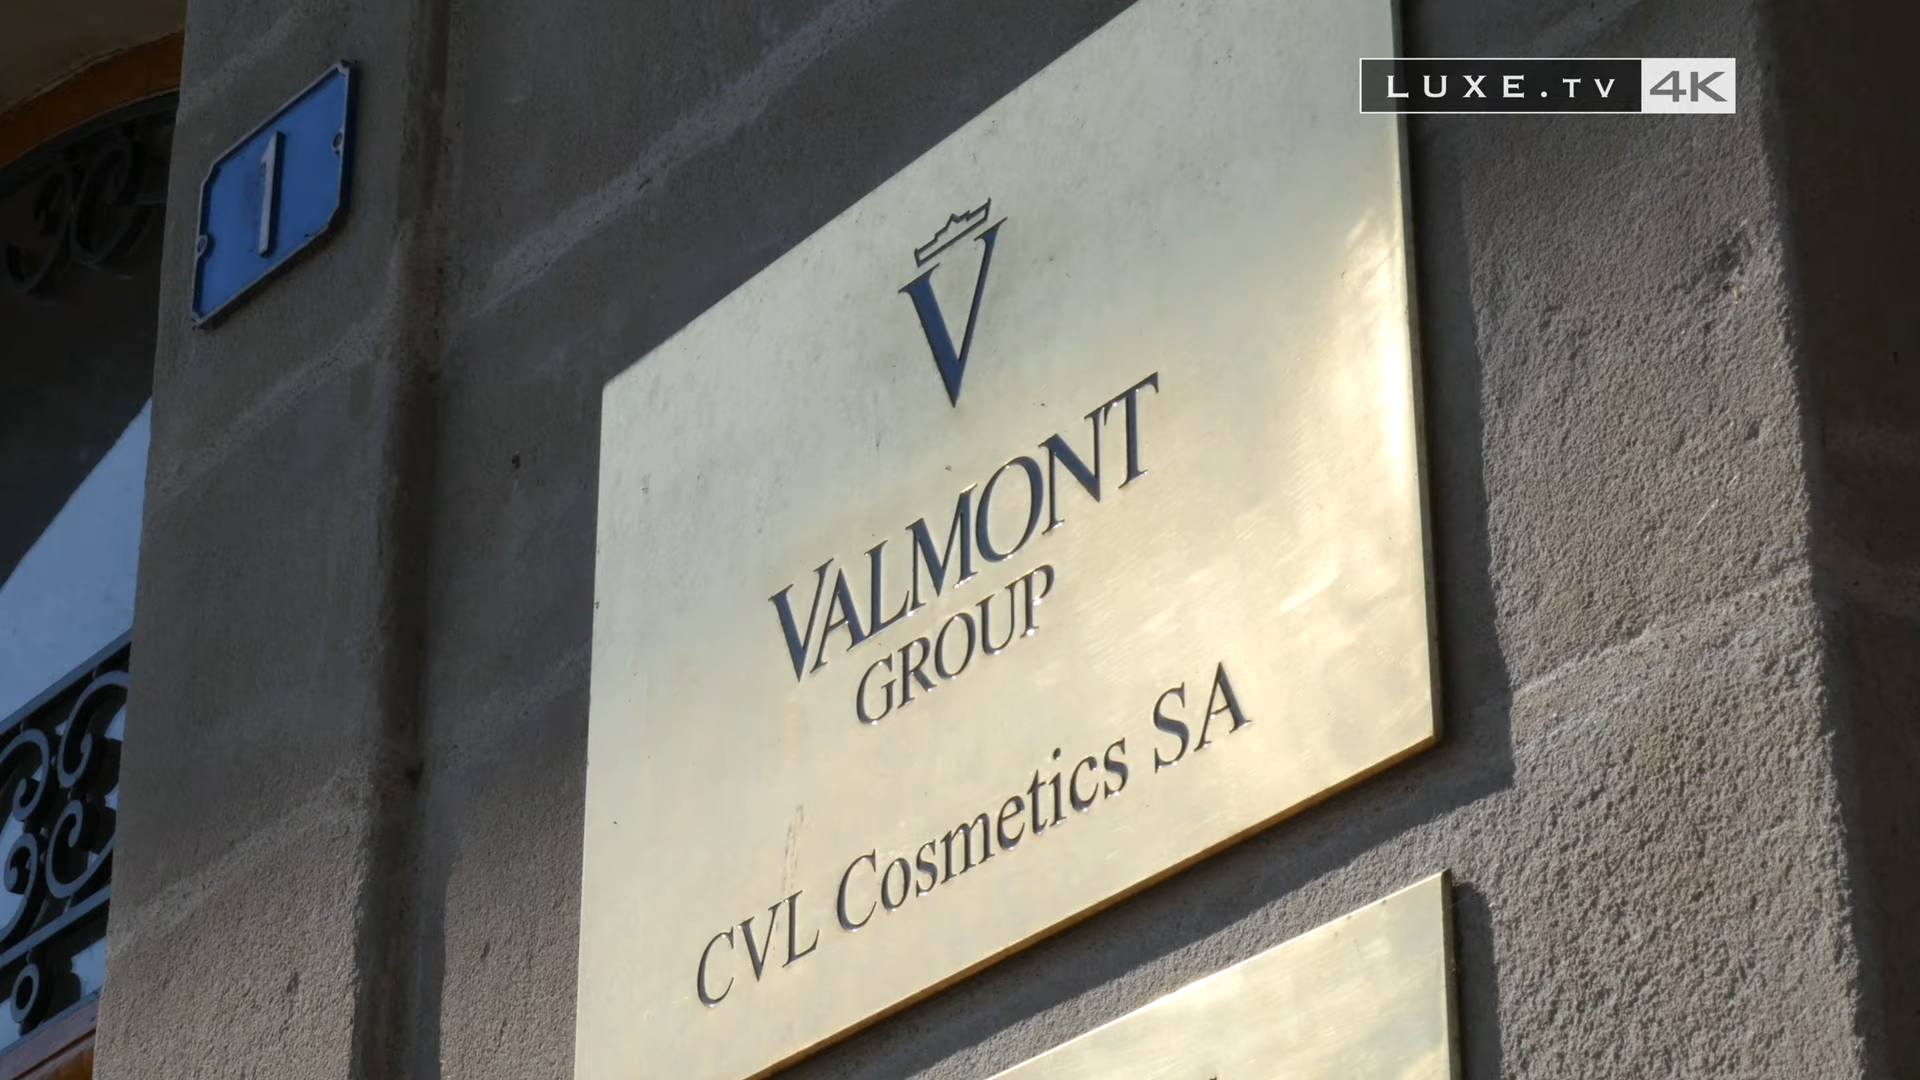 LUXE.TV 4K
1
V
VALMONT
GROUP
CVL Cosmetics SA